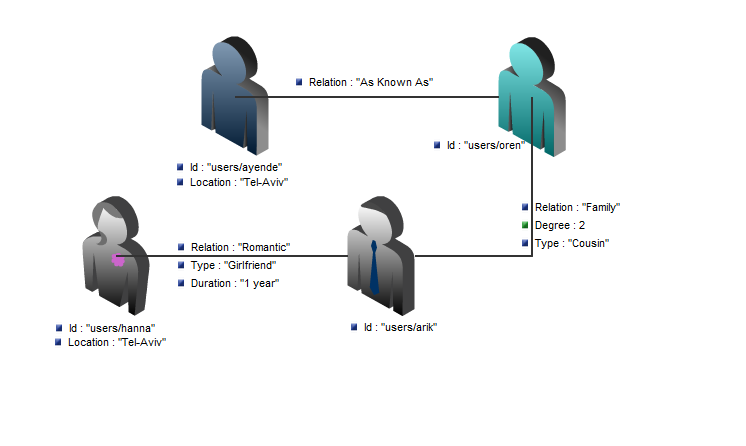 Relation : "As Known As"
Id : "users/oren"
Id : "users/ayende"
Location : "Tel-Aviv"
Relation : "Family"
Degree : 2
Type : "Cousin"
Relation : "Romantic"
Type : "Girlfriend"
Duration : "1 year"
Id : "users/hanna"
Location : "Tel-Aviv"
Id : "users/arik"